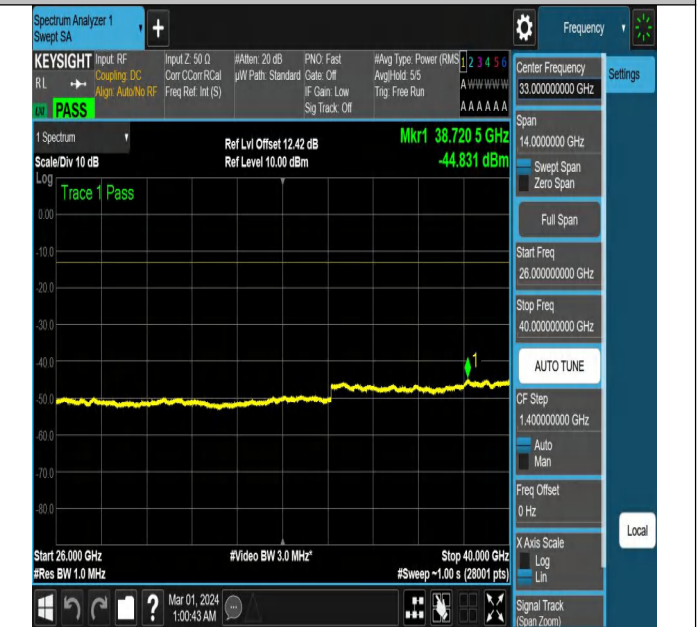 Spectrum Analyzer 1
Swept SA
+
Frequency
KEYSIGHT
RL
PASS
Input: RF
Coupling: DC
Align: Auto/No RF
Input Z: 50 Ω
Corr CCorr RCal
Freq Ref: Int (S)
#Atten: 20 dB
µW Path: Standard
PNO: Fast
Gate: Off
IF Gain: Low
Sig Track: Off
#Avg Type: Power (RMS
Avg|Hold: 5/5
Trig: Free Run
1 2 3 4 5 6
A W W W W W
A A A A A A
1 Spectrum
Scale/Div 10 dB
Ref Lvl Offset 12.42 dB
Ref Level 10.00 dBm
Mkr1 38.720 5 GHz
-44.831 dBm
Log
Trace 1 Pass
0.00
-10.0
-20.0
-30.0
-40.0
-50.0
-60.0
-70.0
-80.0
1
Start 26.000 GHz
#Res BW 1.0 MHz
#Video BW 3.0 MHz*
Stop 40.000 GHz
#Sweep ~1.00 s (28001 pts)
Mar 01, 2024
1:00:43 AM
?
Center Frequency
33.000000000 GHz
Settings
Span
14.0000000 GHz
Swept Span
Zero Span
Full Span
Start Freq
26.000000000 GHz
Stop Freq
40.000000000 GHz
AUTO TUNE
CF Step
1.400000000 GHz
Auto
Man
Freq Offset
0 Hz
X Axis Scale
Log
Lin
Local
Signal Track
(Span Zoom)